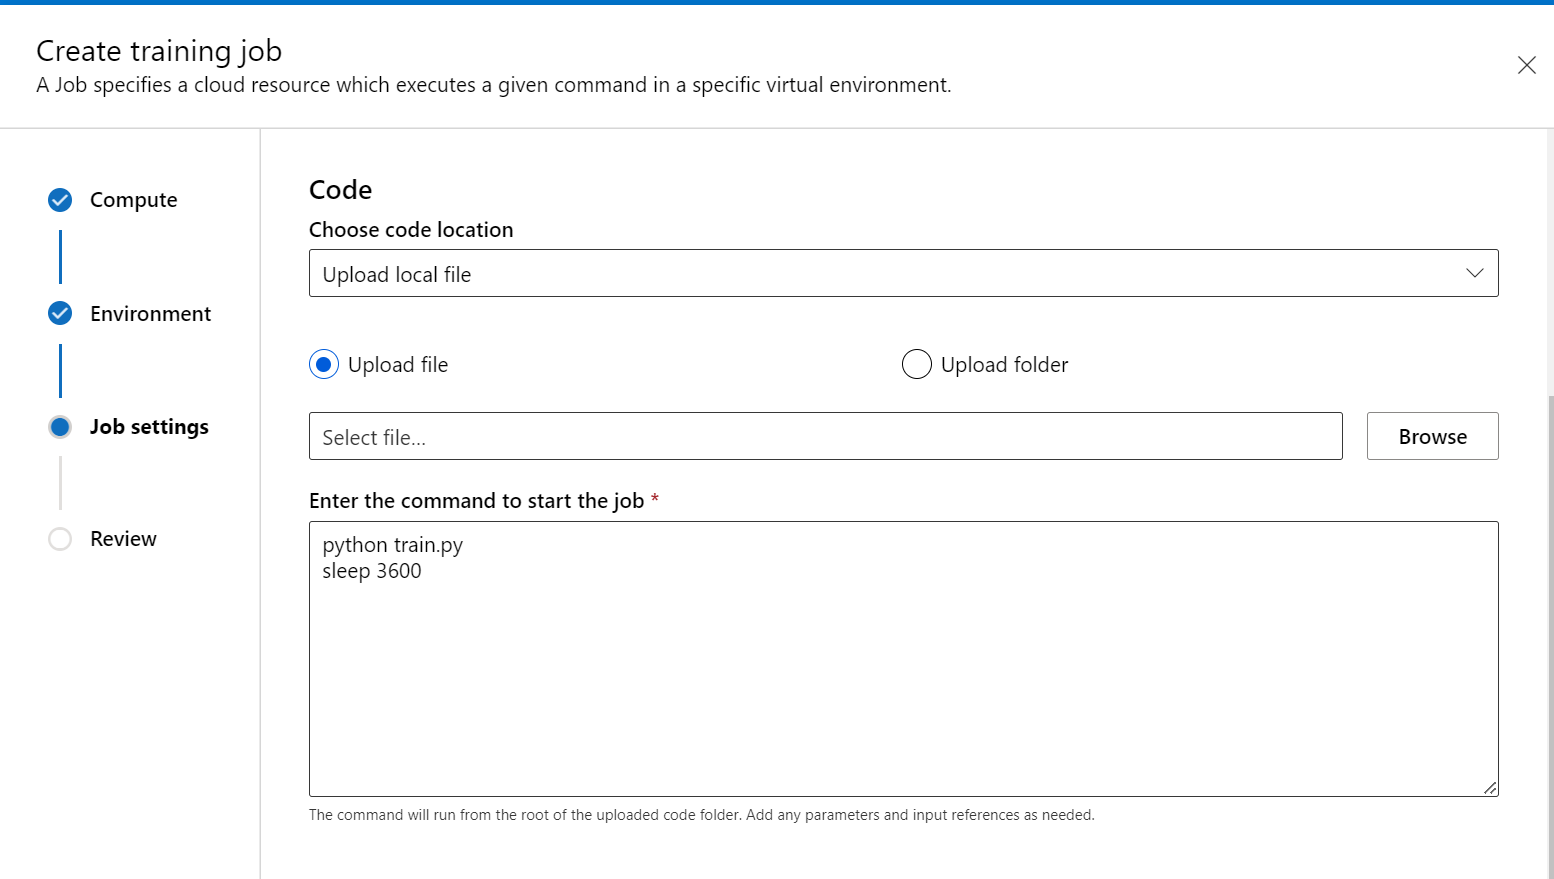 Create training job
A Job specifies a cloud resource which executes a given command in a specific virtual environment.
Compute
Environment
Job settings
Review
Code
Choose code location
Upload local file
Upload file
Upload folder
Select file...
Browse
Enter the command to start the job *
python train.py
sleep 3600
The command will run from the root of the uploaded code folder. Add any parameters and input references as needed.